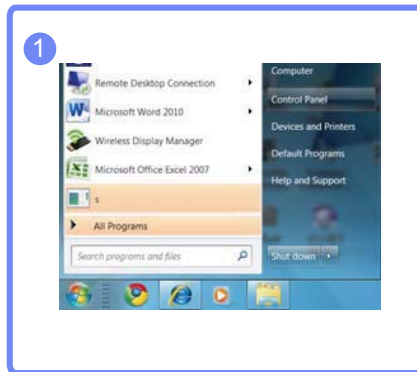 1
Remote Desktop Connection
Microsoft Word 2010
Wireless Display Manager
Microsoft Office Excel 2007
s
All Programs
Search programs and files
Computer
Control Panel
Devices and Printers
Default Programs
Help and Support
Shut down